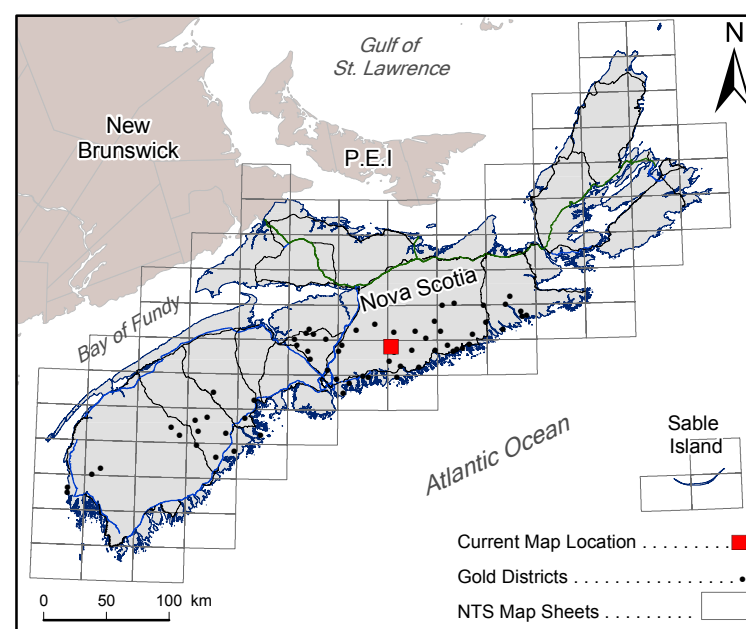 Gulf of
St. Lawrence
N
New
Brunswick
P.E.I
Nova Scotia
Bay of Fundy
Sable
Island
Atlantic Ocean
Current Map Location . . . . . . . . .
Gold Districts . . . . . . . . . . . . . . . .
NTS Map Sheets . . . . . . . . .
0 50 100 km